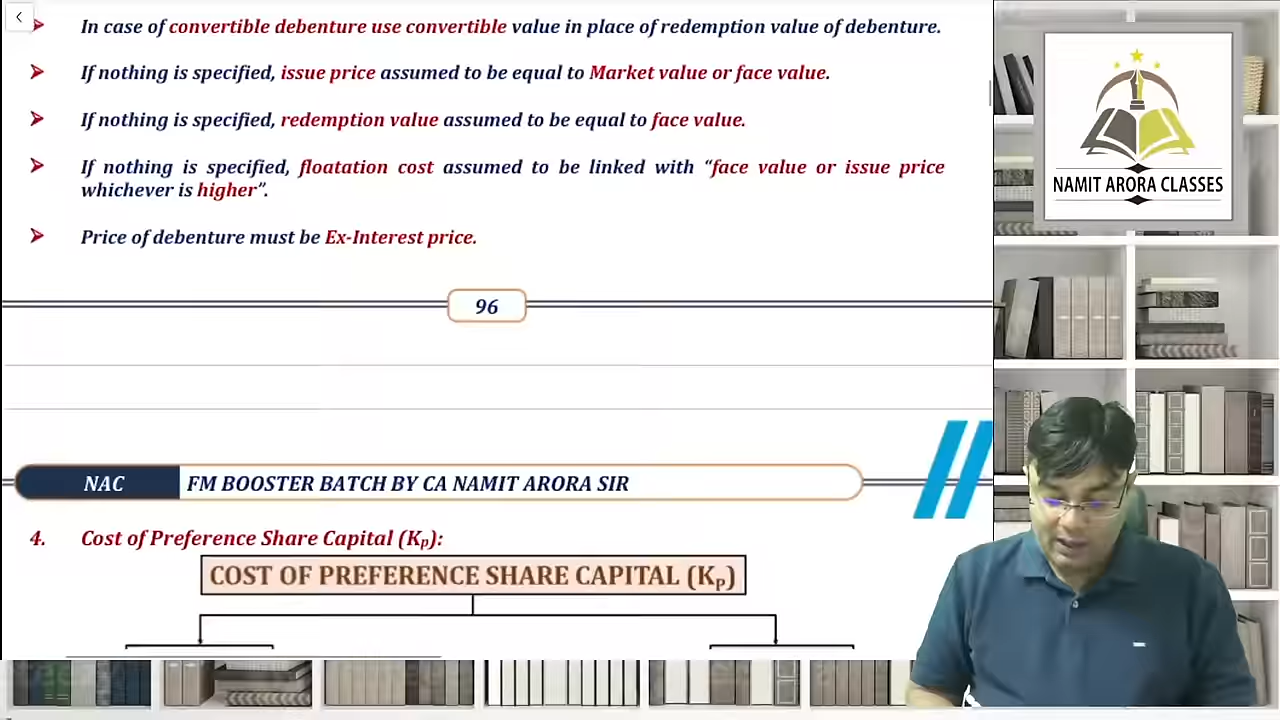 In case of convertible debenture use convertible value in place of redemption value of debenture.
If nothing is specified, issue price assumed to be equal to Market value or face value.
If nothing is specified, redemption value assumed to be equal to face value.
If nothing is specified, floatation cost assumed to be linked with “face value or issue price
whichever is higher”.
Price of debenture must be Ex-Interest price.
96
NAC FM BOOSTER BATCH BY CA NAMIT ARORA SIR
4. Cost of Preference Share Capital (Kp):
COST OF PREFERENCE SHARE CAPITAL (KP)
NAMIT ARORA CLASSES